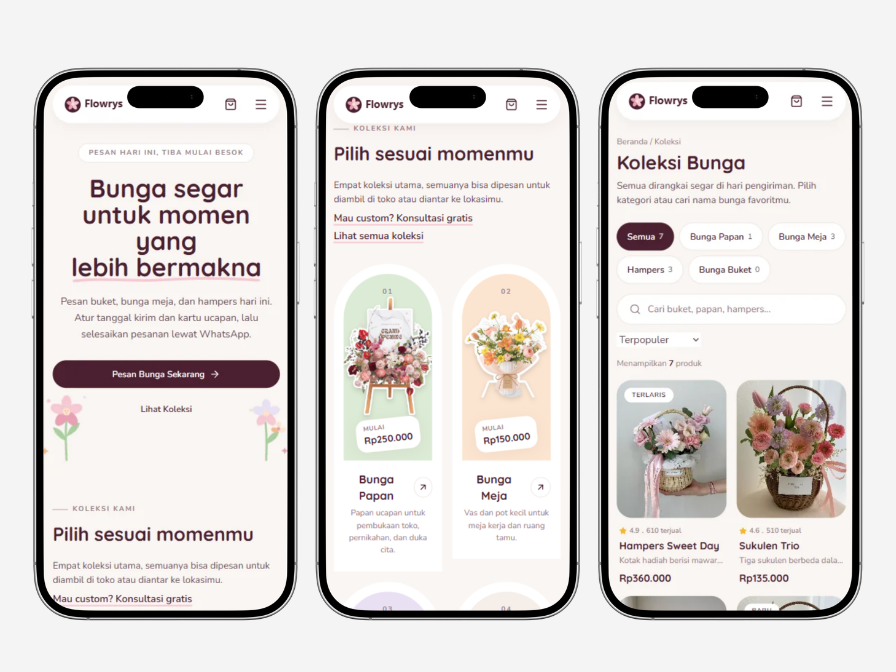 Flowrys
PESAN HARI INI, TIBA MULAI BESOK
Bunga segar
untuk momen
yang
lebih bermakna
Pesan buket, bunga meja, dan hampers hari ini.
Atur tanggal kirim dan kartu ucapan, lalu
selesaikan pesanan lewat WhatsApp.
Pesan Bunga Sekarang →
Lihat Koleksi
KOLEKSI KAMI
Pilih sesuai momenmu
Empat koleksi utama, semuanya bisa dipesan untuk
diambil di toko atau diantar ke lokasimu.
Mau custom? Konsultasi gratis
Flowrys
KOLEKSI KAMI
Pilih sesuai momenmu
Empat koleksi utama, semuanya bisa dipesan untuk
diambil di toko atau diantar ke lokasimu.
Mau custom? Konsultasi gratis
Lihat semua koleksi
01
MULAI
Rp250.000
Bunga
Papan
Papan ucapan untuk
pembukaan toko,
pernikahan, dan duka
cita.
02
MULAI
Rp150.000
Bunga
Meja
Vas dan pot kecil untuk
meja kerja dan ruang
tamu.
03
04
Flowrys
Beranda / Koleksi
Koleksi Bunga
Semua dirangkai segar di hari pengiriman. Pilih
kategori atau cari nama bunga favoritmu.
Semua 7
Bunga Papan 1
Bunga Meja 3
Hampers 3
Bunga Buket 0
Cari buket, papan, hampers...
Terpopuler
Menampilkan 7 produk
TERLARIS
4.9 . 610 terjual
Hampers Sweet Day
Kotak hadiah berisi mawar...
Rp360.000
4.6 . 510 terjual
Sukulen Trio
Tiga sukulen berbeda dala...
Rp135.000